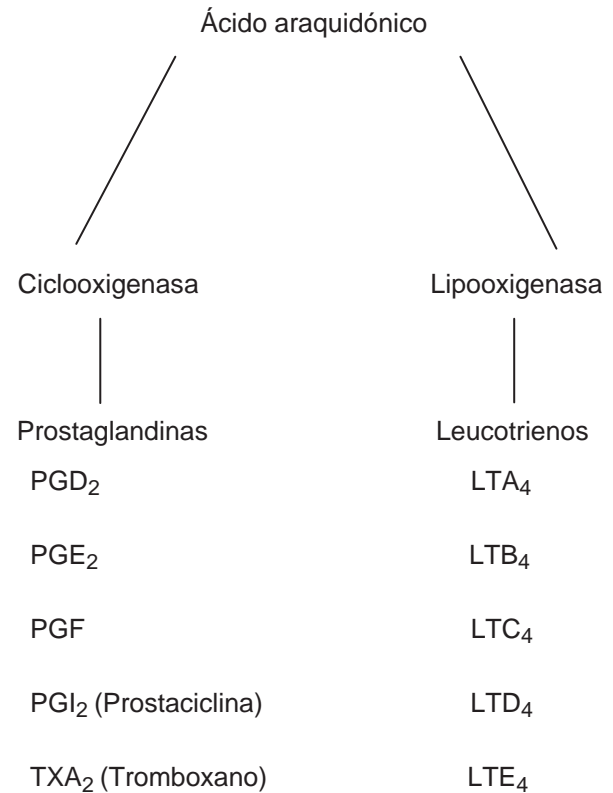 Ácido araquidónico
Ciclooxigenasa Lipooxigenasa
Prostaglandinas Leucotrienos
PGD₂ LTA₄
PGE₂ LTB₄
PGF LTC₄
PGI₂ (Prostaciclina) LTD₄
TXA₂ (Tromboxano) LTE₄